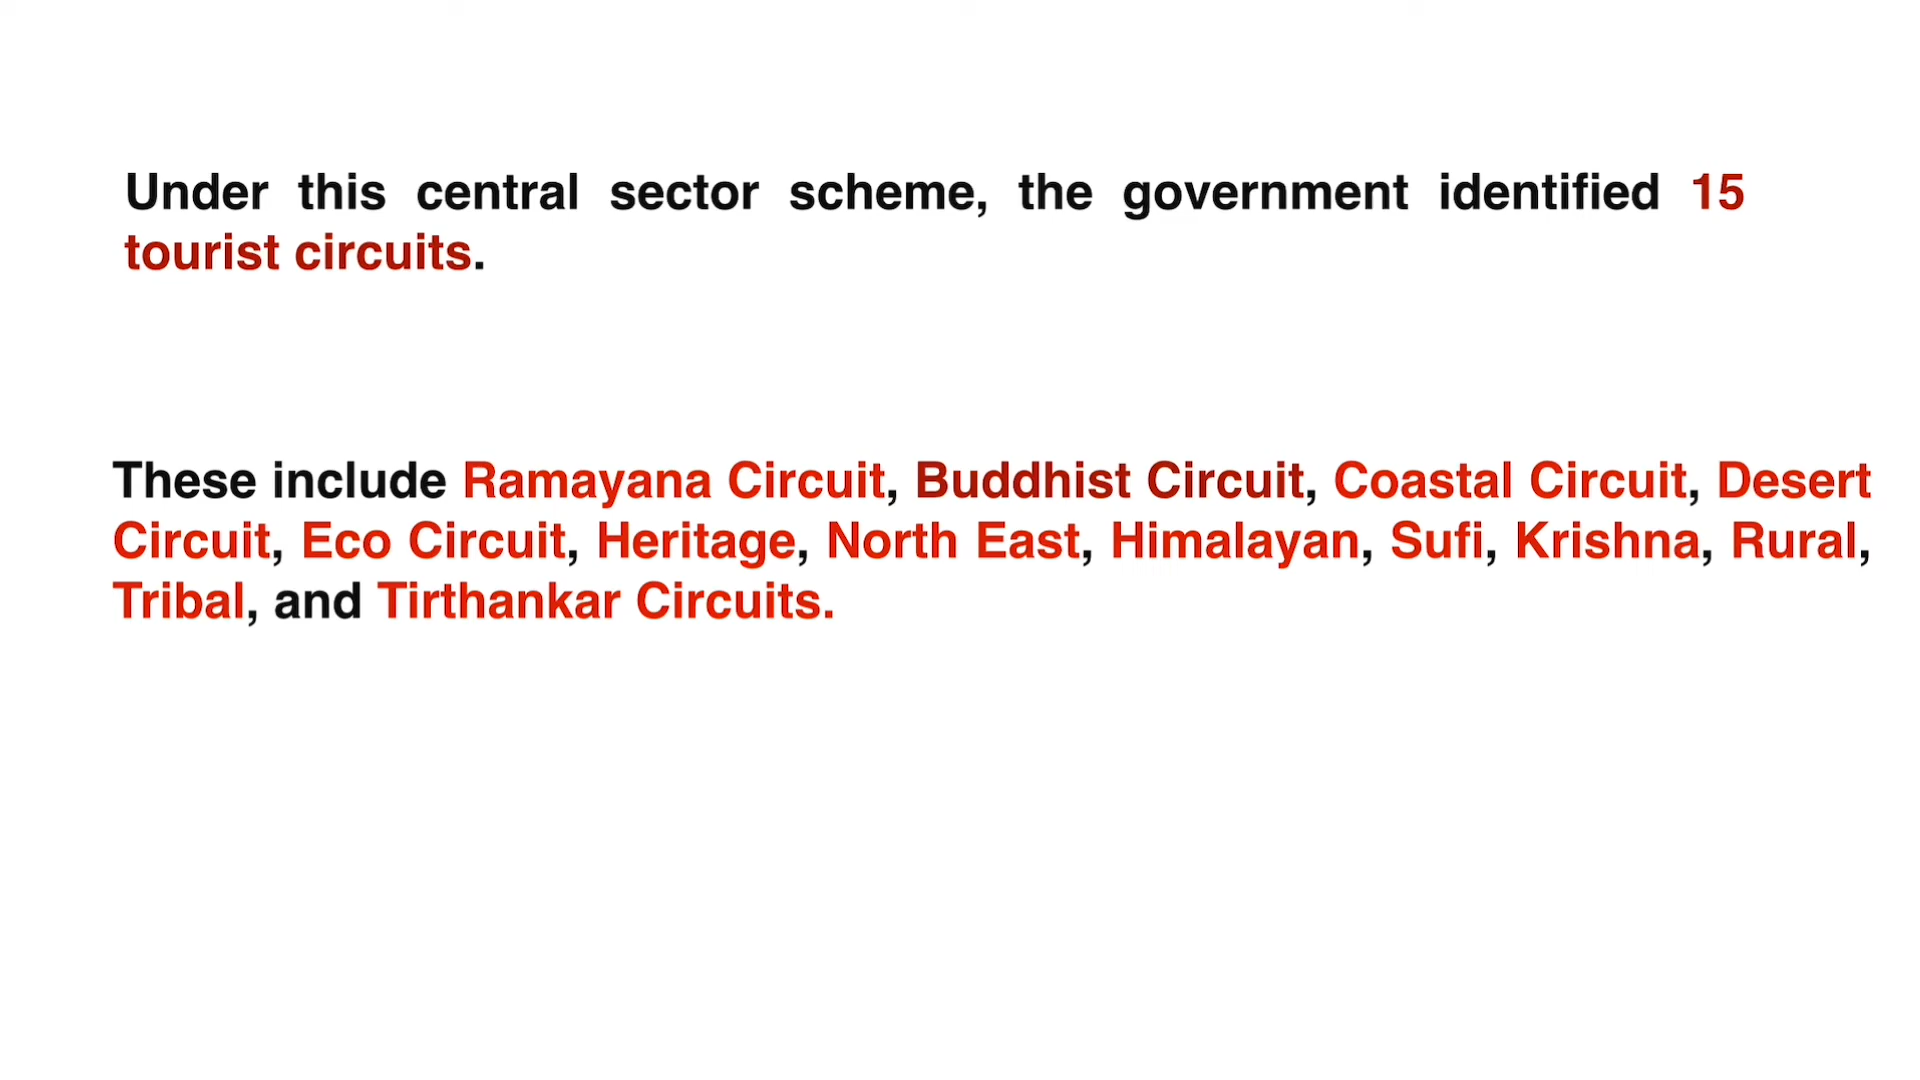 Under this central sector scheme, the government identified 15
tourist circuits.
These include Ramayana Circuit, Buddhist Circuit, Coastal Circuit, Desert
Circuit, Eco Circuit, Heritage, North East, Himalayan, Sufi, Krishna, Rural,
Tribal, and Tirthankar Circuits.